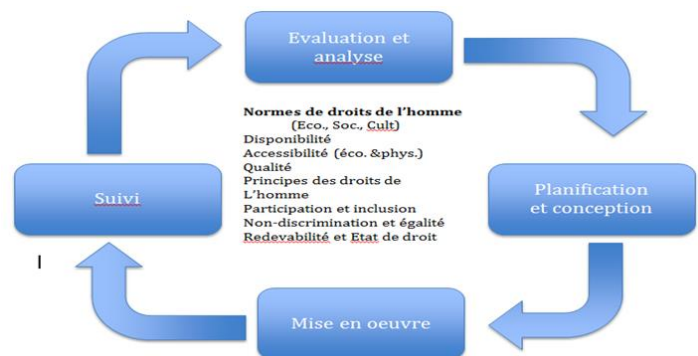 Evaluation et
analyse
Normes de droits de l'homme
(Eco., Soc., Cult)
Disponibilité
Accessibilité (éco. &phys.)
Qualité
Principes des droits de
L'homme
Participation et inclusion
Non-discrimination et égalité
Redevabilité et Etat de droit
Planification
et conception
Mise en oeuvre
Suivi